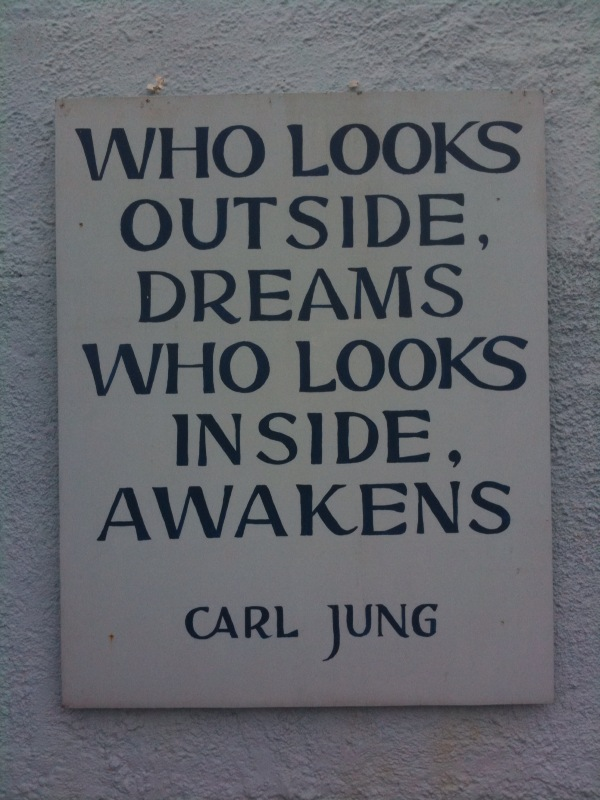 WHO LOOKS
OUTSIDE,
DREAMS
WHO LOOKS
INSIDE,
AWAKENS
CARL JUNG